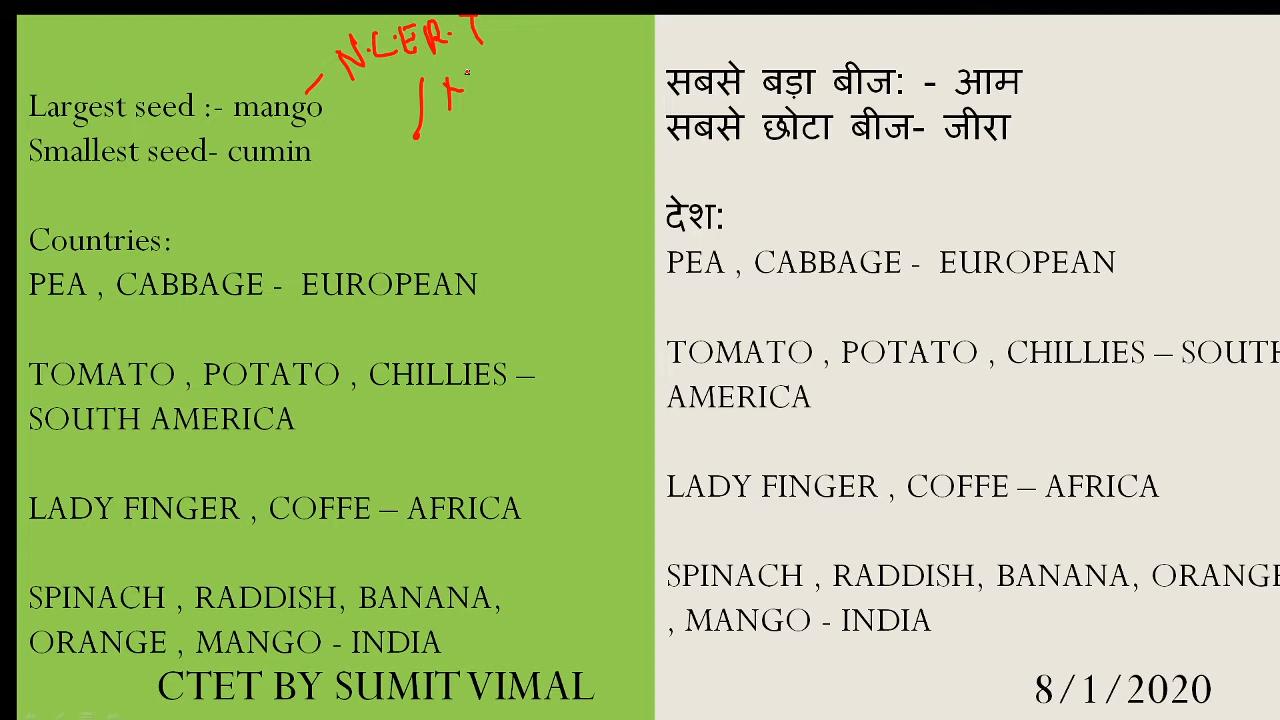 N.C.ER.T
Largest seed :- mango
Smallest seed- cumin
Countries:
PEA , CABBAGE - EUROPEAN
TOMATO , POTATO , CHILLIES –
SOUTH AMERICA
LADY FINGER , COFFE – AFRICA
SPINACH , RADDISH, BANANA,
ORANGE , MANGO - INDIA
CTET BY SUMIT VIMAL
सबसे बड़ा बीज: - आम
सबसे छोटा बीज- जीरा
देश:
PEA , CABBAGE - EUROPEAN
TOMATO , POTATO , CHILLIES – SOUTH
AMERICA
LADY FINGER , COFFE – AFRICA
SPINACH , RADDISH, BANANA, ORANGE
, MANGO - INDIA
8/1/2020